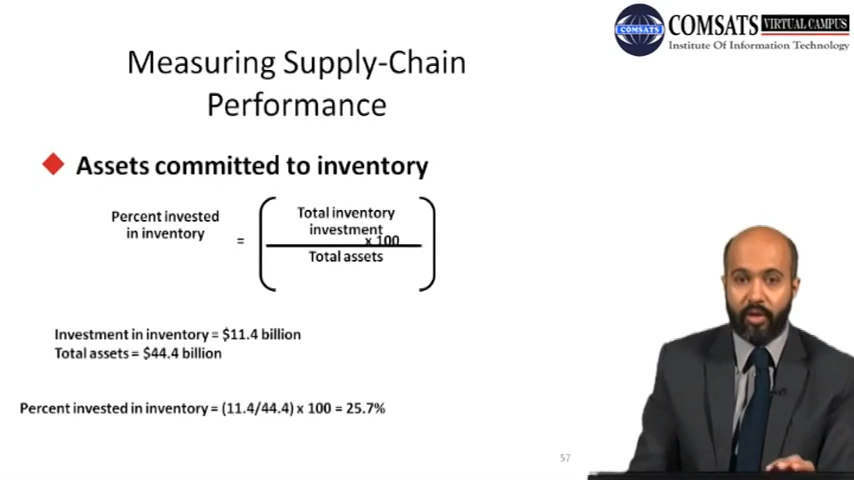 COMSATS
COMSATS VIRTUAL CAMPUS
Institute Of Information Technology
Measuring Supply-Chain
Performance
Assets committed to inventory
Percent invested
in inventory
=
Total inventory
investment
x 100
Total assets
Investment in inventory = $11.4 billion
Total assets = $44.4 billion
Percent invested in inventory = (11.4/44.4) x 100 = 25.7%
57